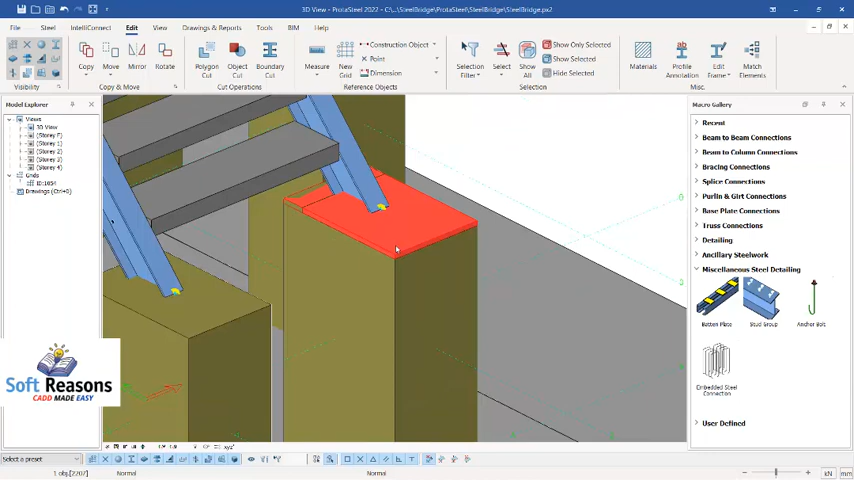 3D View - ProtaSteel 2022 - C:\...\SteelBridge\SteelBridge\SteelBridge.px2
File
Steel
IntelliConnect
Edit
View
Drawings & Reports
Tools
BIM
Help
Copy
Move
Mirror
Rotate
Polygon Cut
Object Cut
Boundary Cut
Measure
New Grid
Construction Object
Point
Dimension
Selection Filter
Select
Show All
Show Only Selected
Show Selected
Hide Selected
Materials
Profile Annotation
Edit Frame
Match Elements
Visibility
Copy & Move
Cut Operations
Reference Objects
Selection
Misc.
Model Explorer
Views
3D View
(Storey 1)
(Storey 2)
(Storey 3)
(Storey 4)
Grids
ID:1654
Drawings (Ctrl+D)
Macro Gallery
Recent
Beam to Beam Connections
Beam to Column Connections
Bracing Connections
Splice Connections
Purlin & Girt Connections
Base Plate Connections
Truss Connections
Detailing
Ancillary Steelwork
Miscellaneous Steel Detailing
Batten Plate
Stud Group
Anchor Bolt
Embedded Steel Connection
User Defined
Soft Reasons
CADD MADE EASY
Select a preset
1 obj.[2207]
Normal
Normal
kN
mm